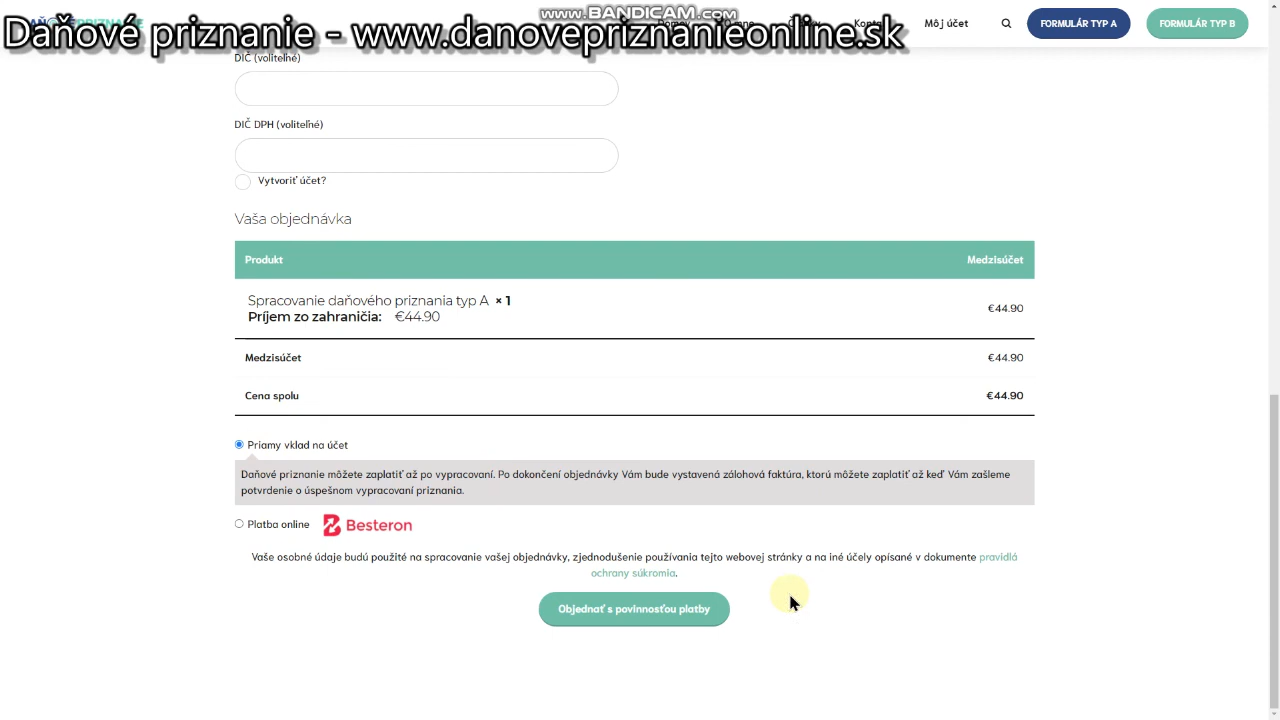 www.BANDICAM.com
Daňové priznanie - www.danovepriznanieonline.sk
Môj účet
FORMULÁR TYP A
FORMULÁR TYP B
DIČ (voliteľné)
DIČ DPH (voliteľné)
Vytvoriť účet?
Vaša objednávka
Produkt Medzisúčet
Spracovanie daňového priznania typ A × 1
€44.90
Príjem zo zahraničia: €44.90
Medzisúčet €44.90
Cena spolu €44.90
Priamy vklad na účet
Daňové priznanie môžete zaplatiť až po vypracovaní. Po dokončení objednávky Vám bude vystavená zálohová faktúra, ktorú môžete zaplatiť až keď Vám zašleme
potvrdenie o úspešnom vypracovaní priznania.
Platba online Besteron
Vaše osobné údaje budú použité na spracovanie vašej objednávky, zjednodušenie používania tejto webovej stránky a na iné účely opísané v dokumente pravidlá
ochrany súkromia.
Objednať s povinnosťou platby